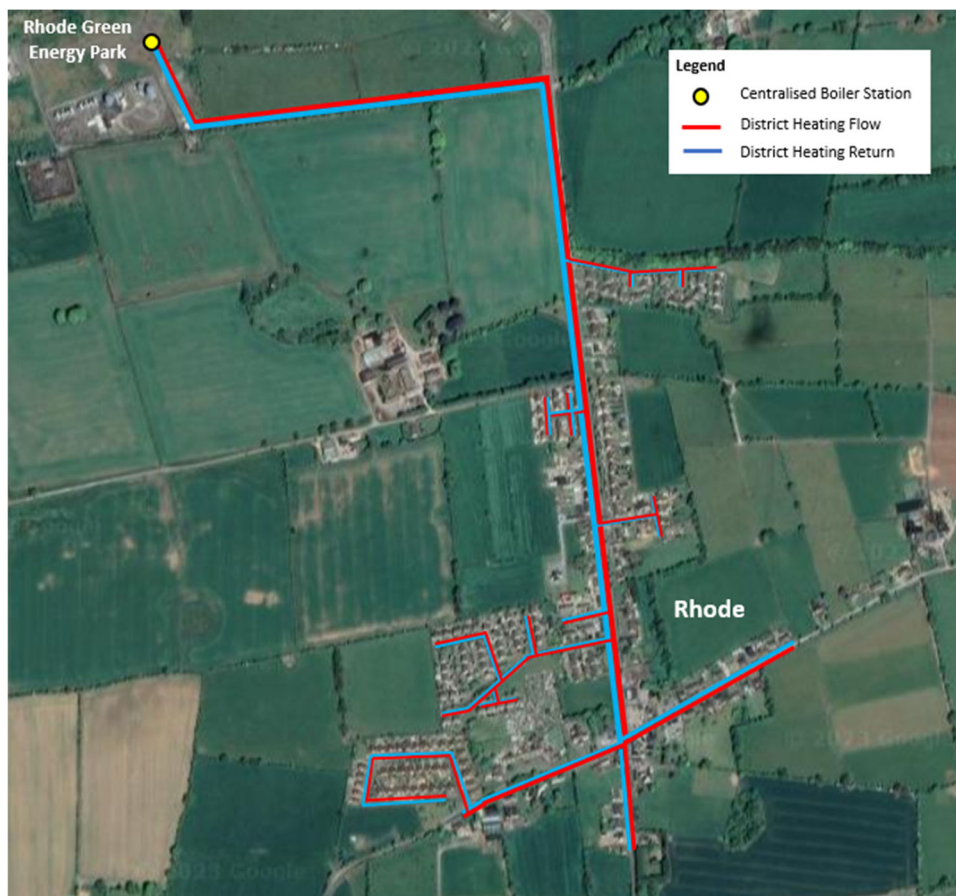 Rhode Green
Energy Park
Legend
Centralised Boiler Station
District Heating Flow
District Heating Return
Rhode